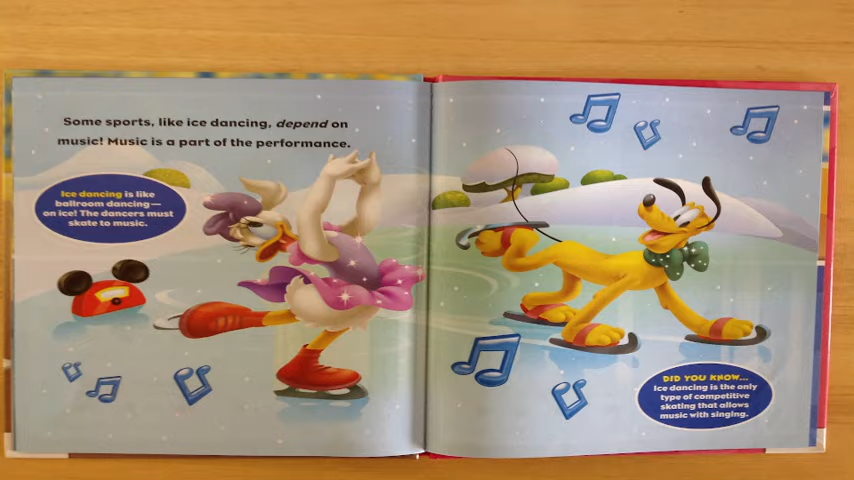 Some sports, like ice dancing, depend on
music! Music is a part of the performance.
Ice dancing is like
ballroom dancing—
on ice! The dancers must
skate to music.
DID YOU KNOW...
Ice dancing is the only
type of competitive
skating that allows
music with singing.